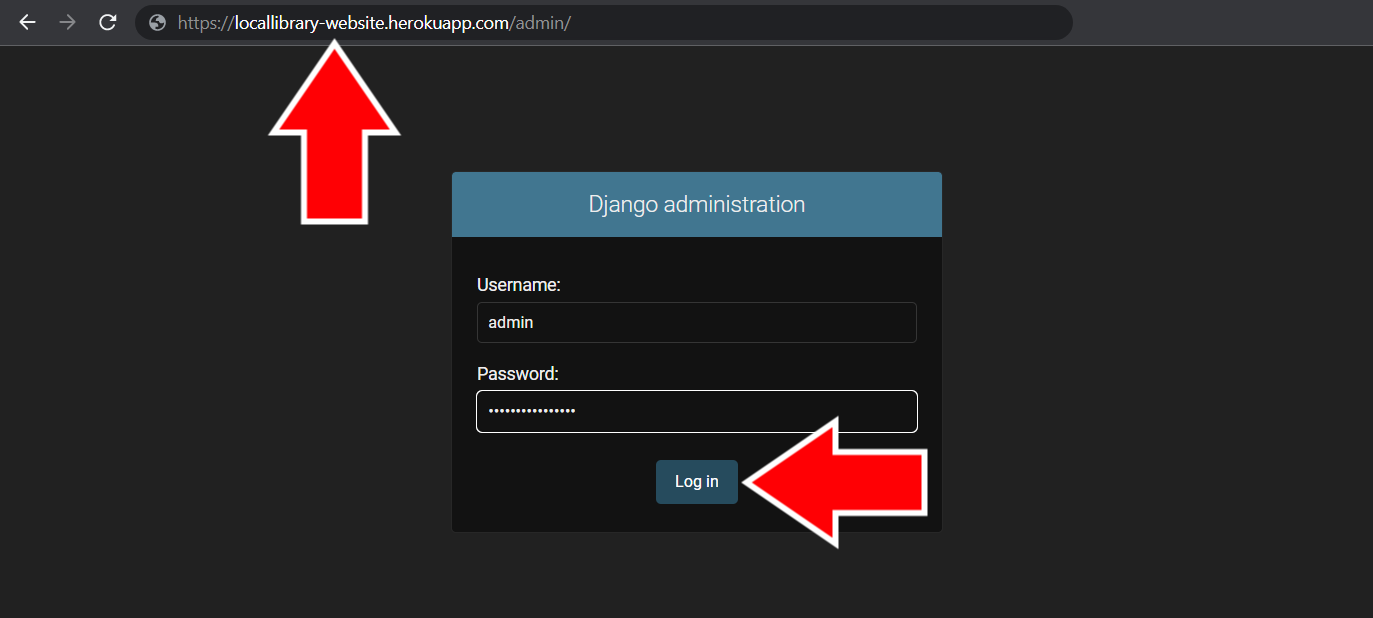 https://locallibrary-website.herokuapp.com/admin/
Django administration
Username:
admin
Password:
••••••••••••••••
Log in